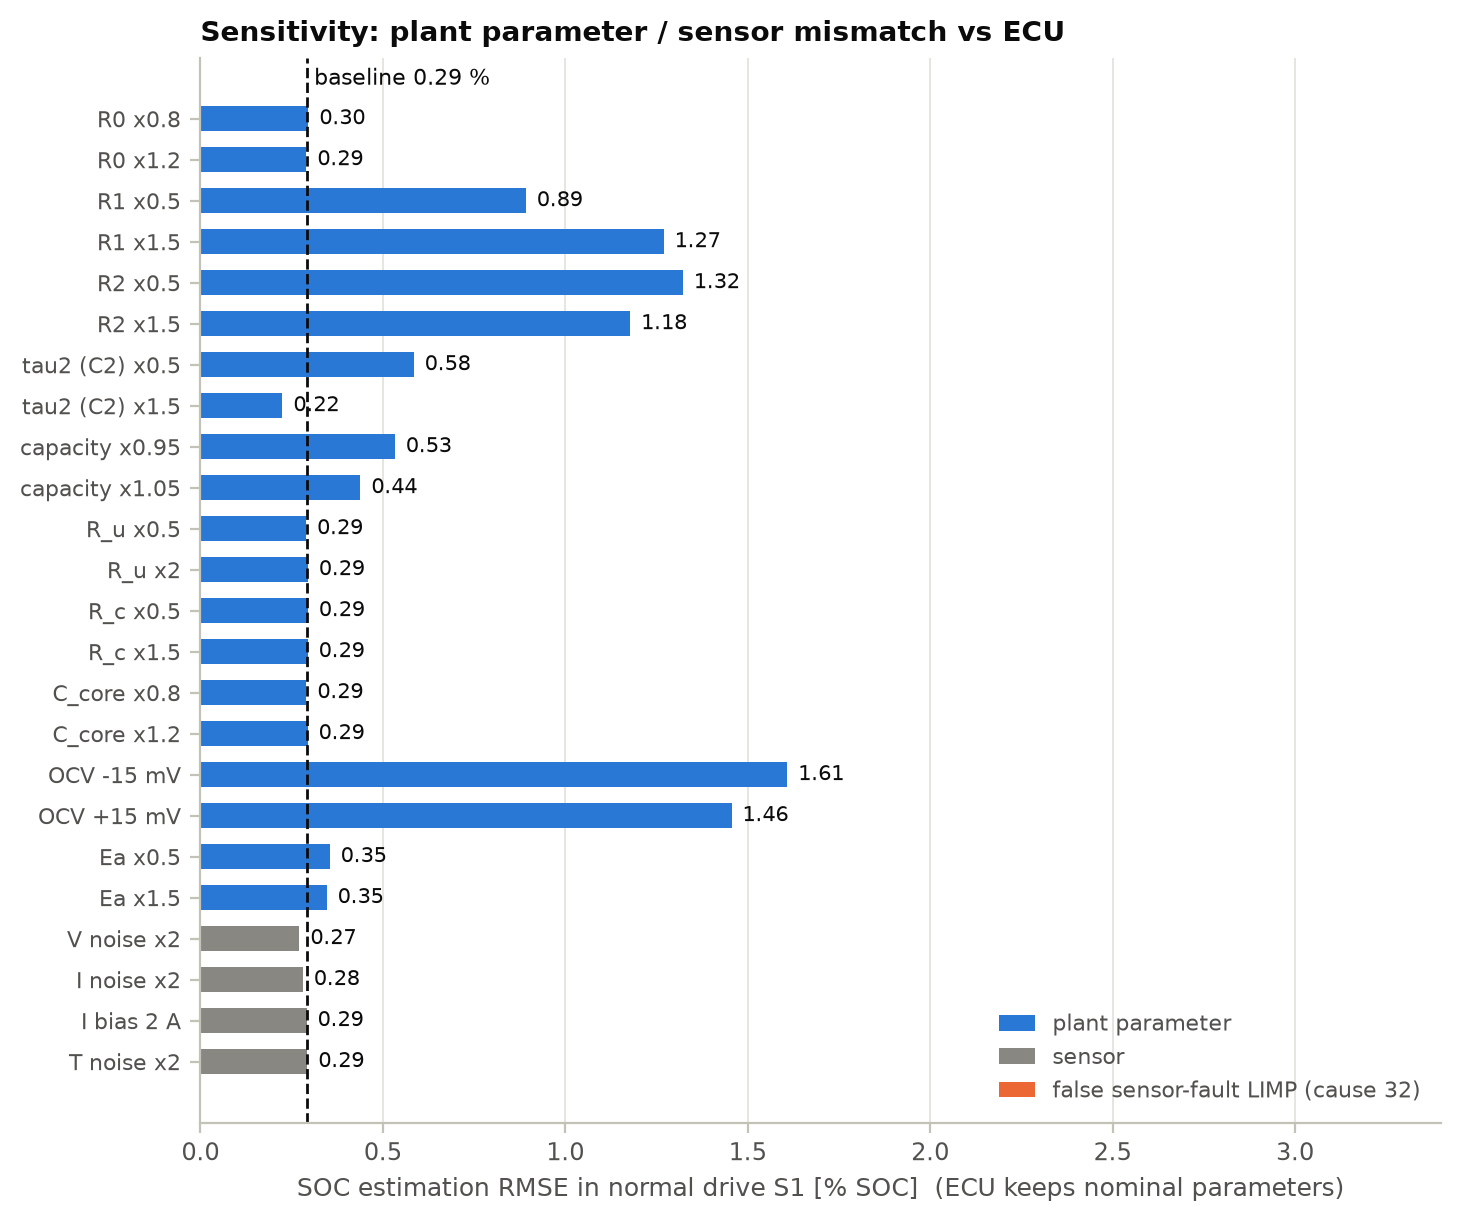 Sensitivity: plant parameter / sensor mismatch vs ECU
baseline 0.29 %
R0 x0.8 0.30
R0 x1.2 0.29
R1 x0.5 0.89
R1 x1.5 1.27
R2 x0.5 1.32
R2 x1.5 1.18
tau2 (C2) x0.5 0.58
tau2 (C2) x1.5 0.22
capacity x0.95 0.53
capacity x1.05 0.44
R_u x0.5 0.29
R_u x2 0.29
R_c x0.5 0.29
R_c x1.5 0.29
C_core x0.8 0.29
C_core x1.2 0.29
OCV -15 mV 1.61
OCV +15 mV 1.46
Ea x0.5 0.35
Ea x1.5 0.35
V noise x2 0.27
I noise x2 0.28
I bias 2 A 0.29
T noise x2 0.29
plant parameter
sensor
false sensor-fault LIMP (cause 32)
0.0 0.5 1.0 1.5 2.0 2.5 3.0
SOC estimation RMSE in normal drive S1 [% SOC] (ECU keeps nominal parameters)